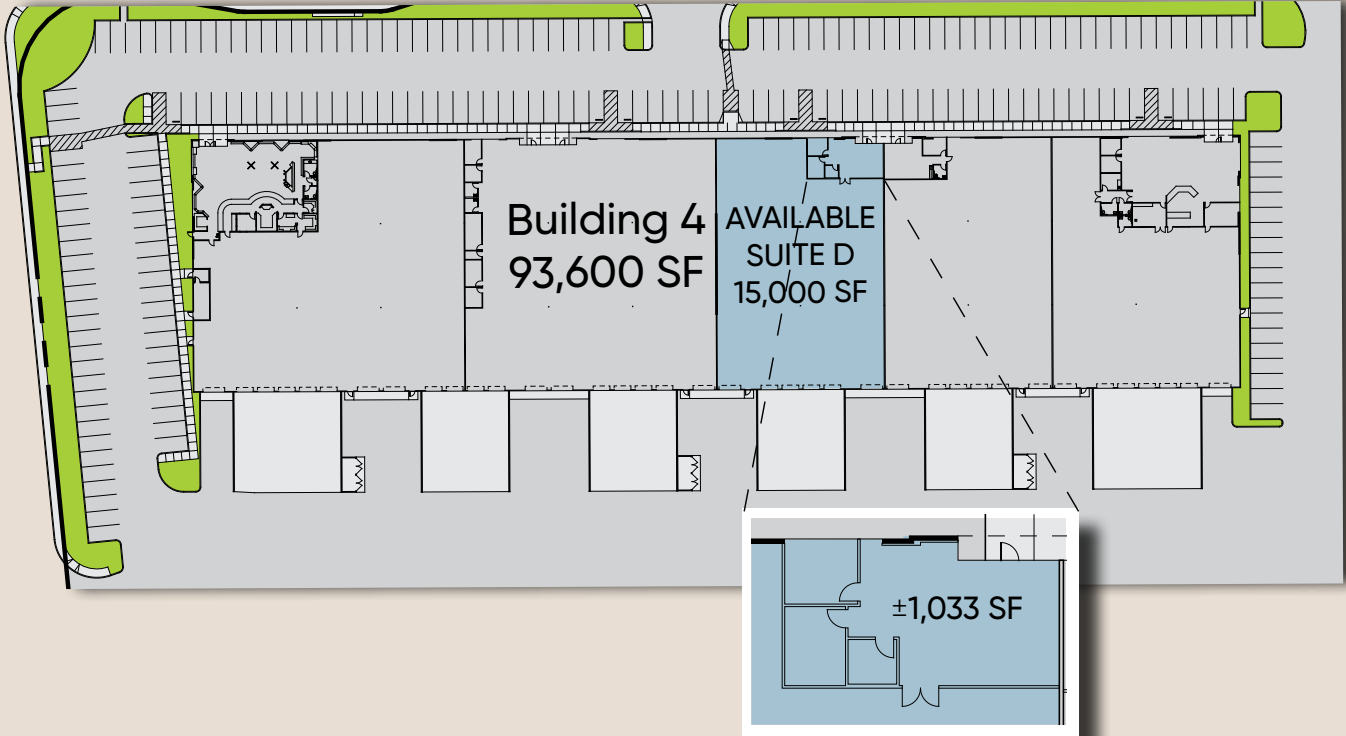 Building 4
93,600 SF
AVAILABLE
SUITE D
15,000 SF
±1,033 SF